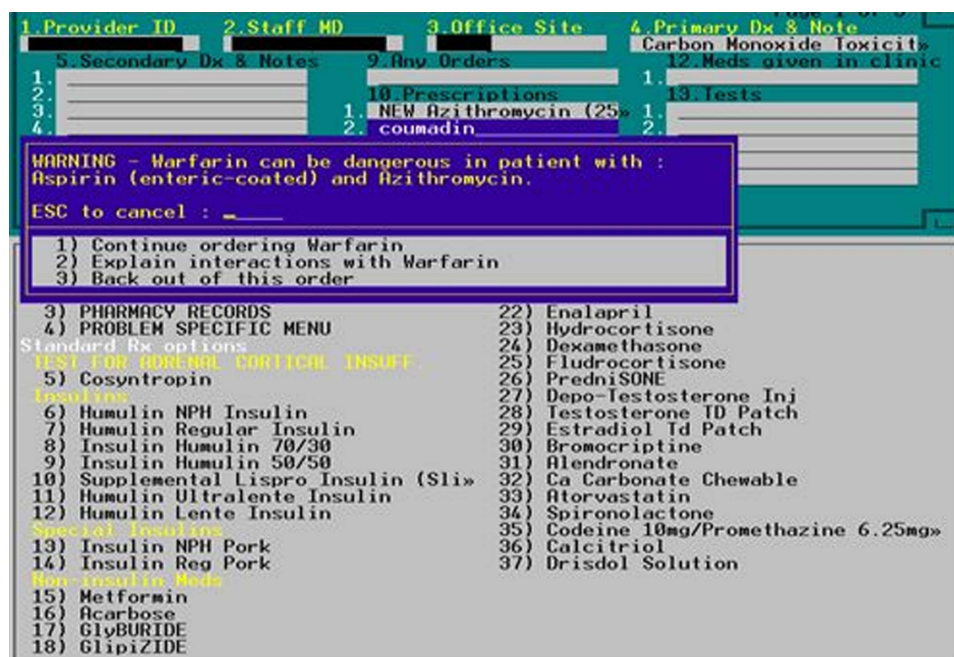 1.Provider ID 2.Staff MD 3.Office Site 4.Primary Dx & Note
Carbon Monoxide Toxicit»
5.Secondary Dx & Notes 9.Any Orders 12.Meds given in clinic
1. 1.
2. 10.Prescriptions 13.Tests
3. 1. NEW Azithromycin (25» 1.
4. 2. coumadin 2.
WARNING - Warfarin can be dangerous in patient with :
Aspirin (enteric-coated) and Azithromycin.
ESC to cancel :
1) Continue ordering Warfarin
2) Explain interactions with Warfarin
3) Back out of this order
3) PHARMACY RECORDS
4) PROBLEM SPECIFIC MENU
Standard Rx options
TEST FOR ADRENAL CORTICAL INSUFF.
5) Cosyntropin
Insulins
6) Humulin NPH Insulin
7) Humulin Regular Insulin
8) Insulin Humulin 70/30
9) Insulin Humulin 50/50
10) Supplemental Lispro Insulin (Sli»
11) Humulin Ultralente Insulin
12) Humulin Lente Insulin
Special Insulins
13) Insulin NPH Pork
14) Insulin Reg Pork
Non-insulin Meds
15) Metformin
16) Acarbose
17) GlyBURIDE
18) GlipiZIDE
22) Enalapril
23) Hydrocortisone
24) Dexamethasone
25) Fludrocortisone
26) PredniSONE
27) Depo-Testosterone Inj
28) Testosterone TD Patch
29) Estradiol Td Patch
30) Bromocriptine
31) Alendronate
32) Ca Carbonate Chewable
33) Atorvastatin
34) Spironolactone
35) Codeine 10mg/Promethazine 6.25mg»
36) Calcitriol
37) Drisdol Solution